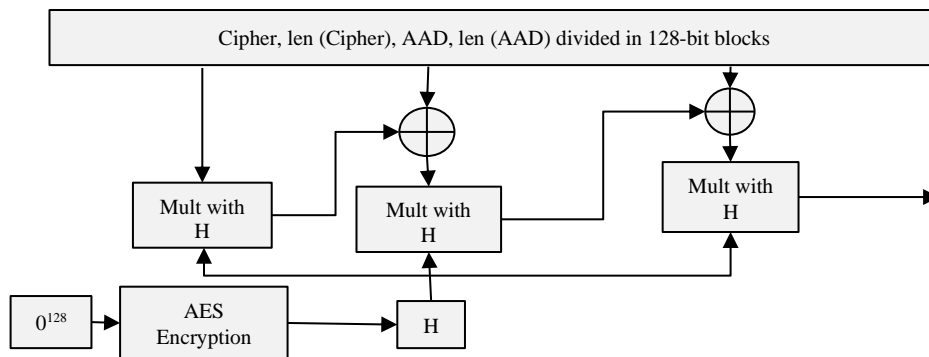 Cipher, len (Cipher), AAD, len (AAD) divided in 128-bit blocks
Mult with
H
Mult with
H
Mult with
H
0¹²⁸
AES
Encryption
H